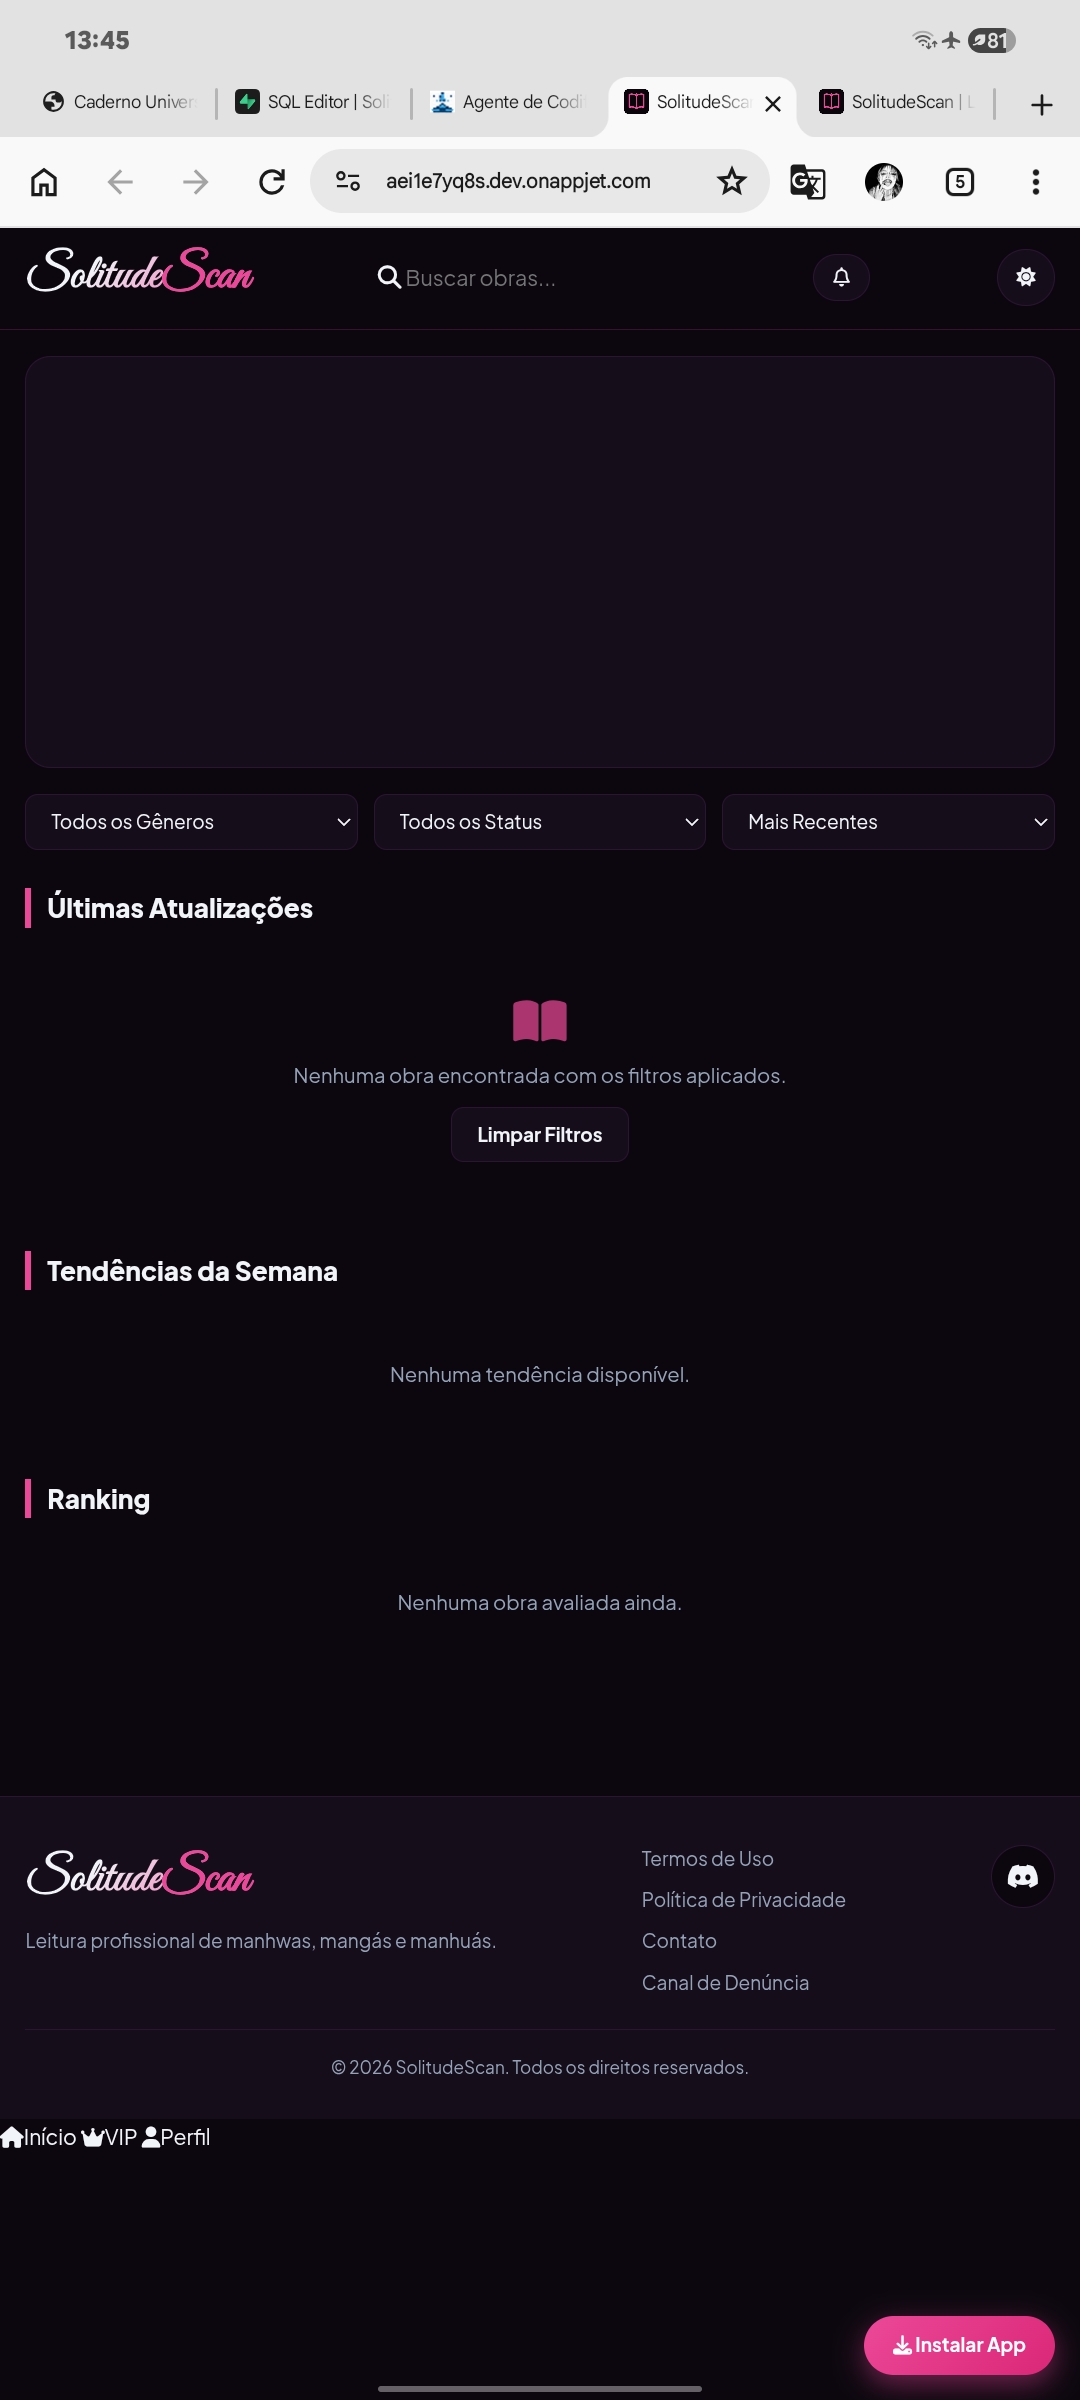 13:45
81
Caderno Univer
SQL Editor | Soli
Agente de Codi
SolitudeScan
SolitudeScan | L
aei1e7yq8s.dev.onappjet.com
5
SolitudeScan
Buscar obras...
Todos os Gêneros
Todos os Status
Mais Recentes
Últimas Atualizações
Nenhuma obra encontrada com os filtros aplicados.
Limpar Filtros
Tendências da Semana
Nenhuma tendência disponível.
Ranking
Nenhuma obra avaliada ainda.
SolitudeScan
Leitura profissional de manhwas, mangás e manhuás.
Termos de Uso
Política de Privacidade
Contato
Canal de Denúncia
© 2026 SolitudeScan. Todos os direitos reservados.
Início VIP Perfil
Instalar App